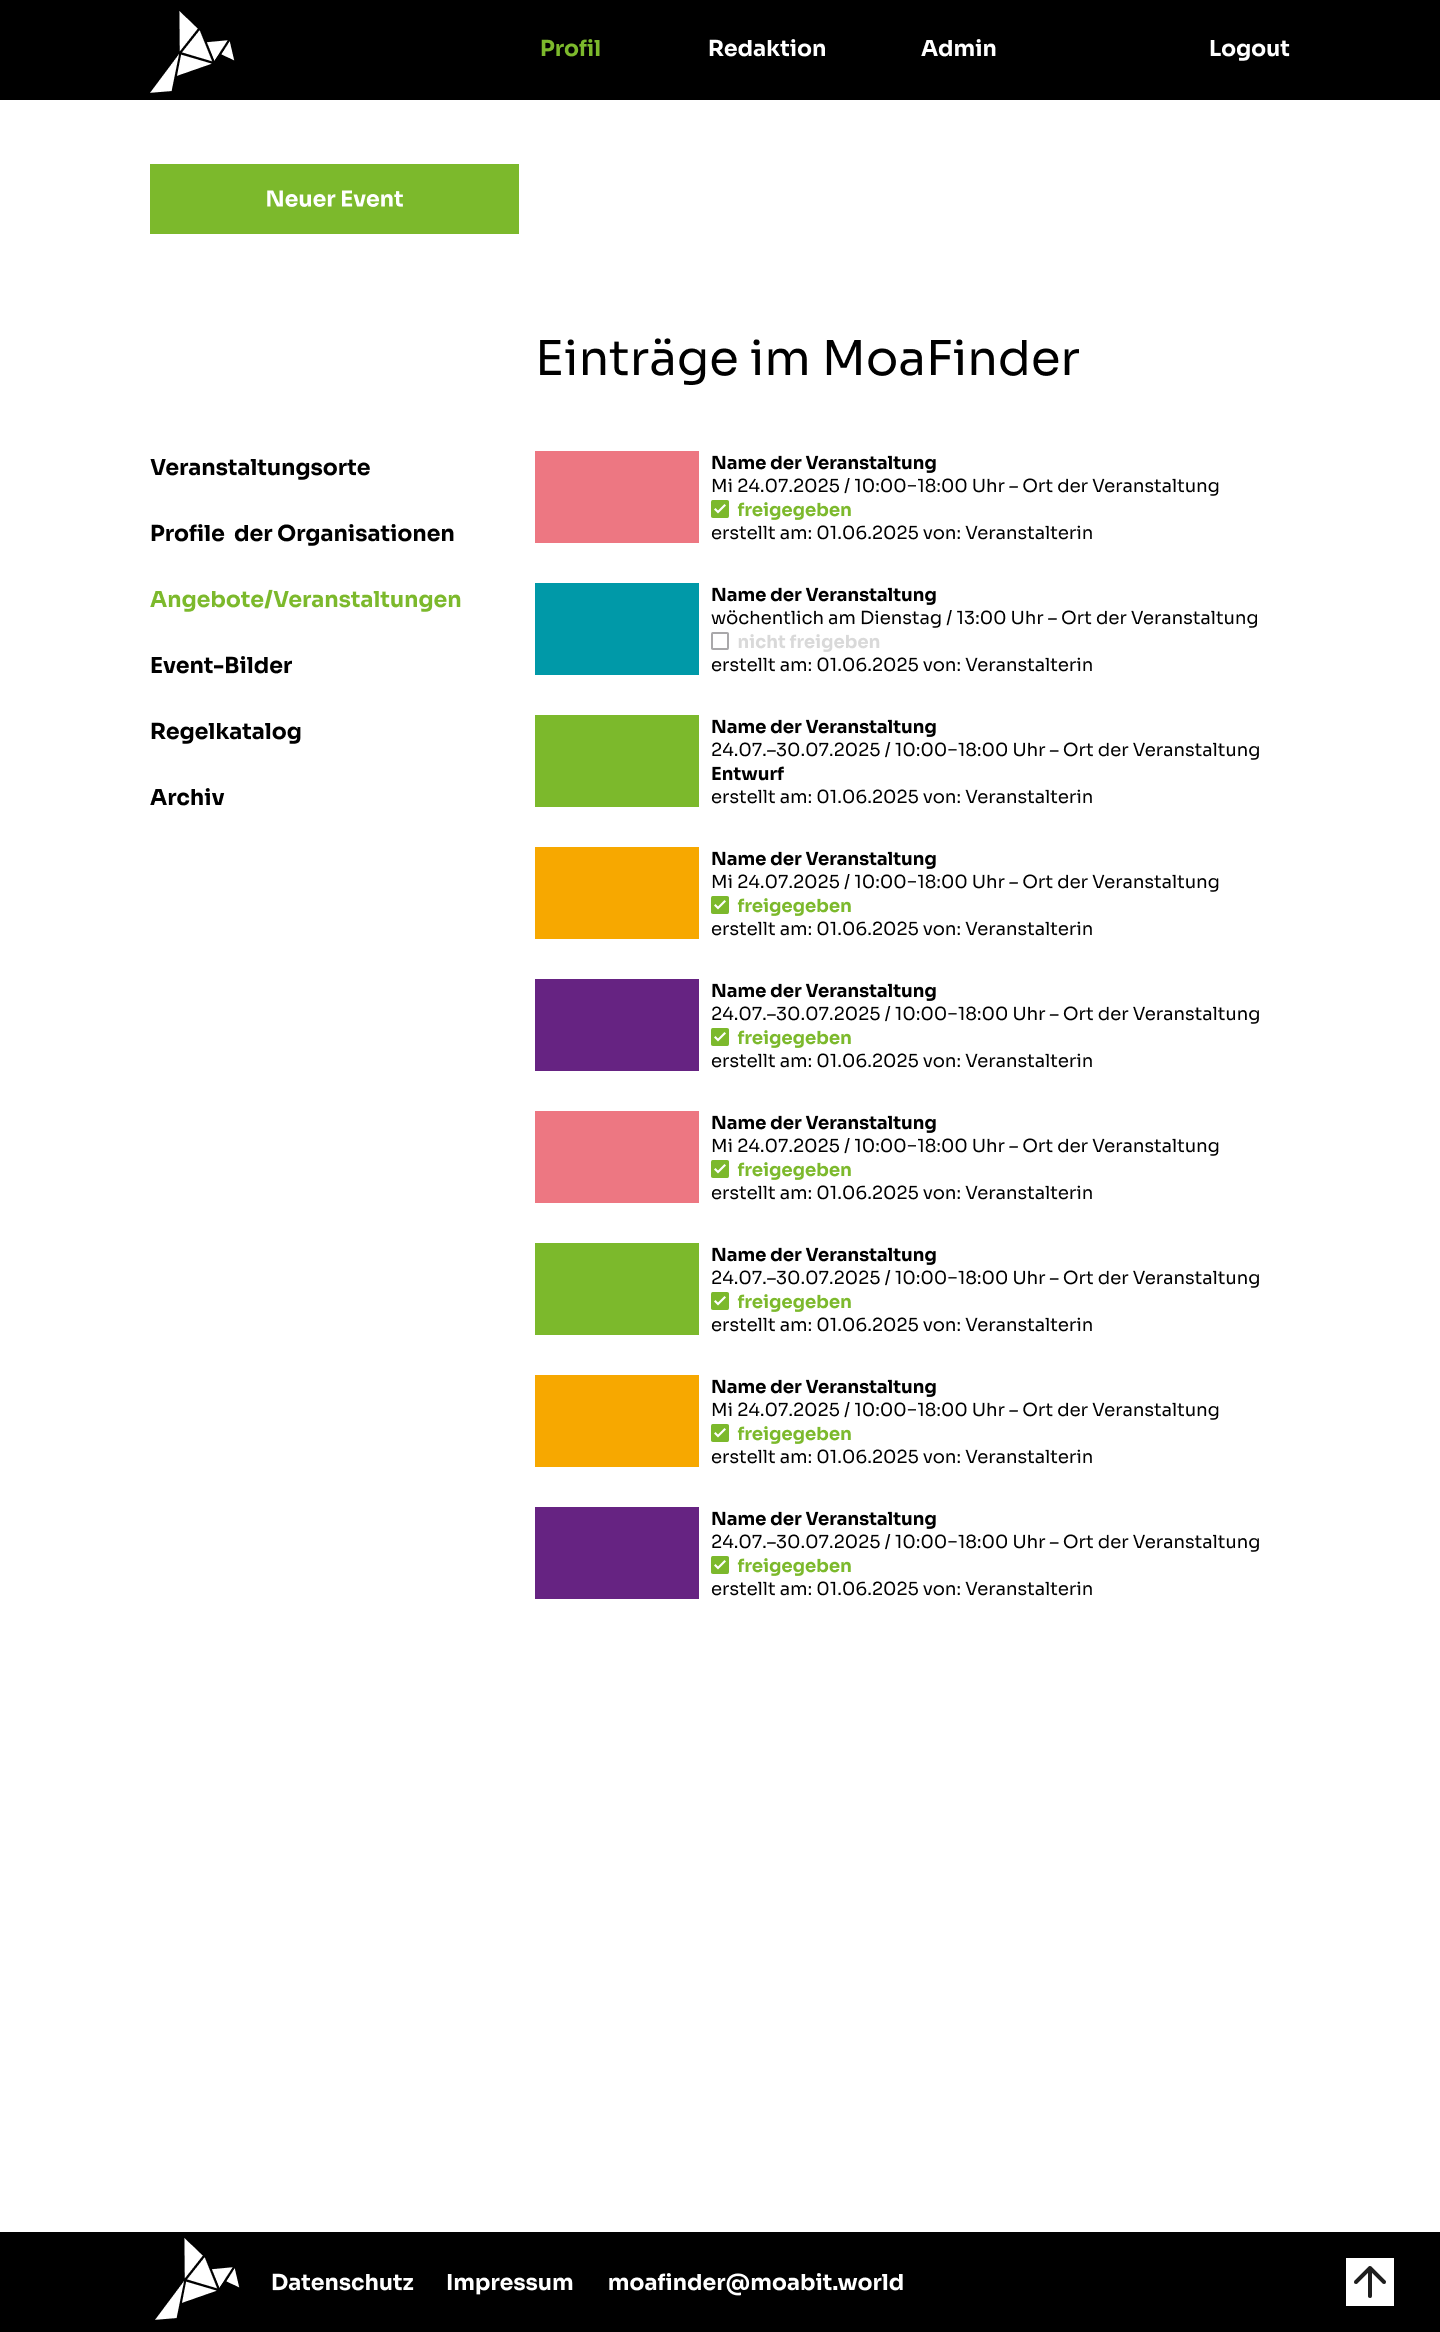 Profil
Redaktion
Admin
Logout
Neuer Event
Einträge im MoaFinder
Veranstaltungsorte
Profile der Organisationen
Angebote/Veranstaltungen
Event-Bilder
Regelkatalog
Archiv
Name der Veranstaltung
Mi 24.07.2025 / 10:00–18:00 Uhr – Ort der Veranstaltung
freigegeben
erstellt am: 01.06.2025 von: Veranstalterin
Name der Veranstaltung
wöchentlich am Dienstag / 13:00 Uhr – Ort der Veranstaltung
nicht freigeben
erstellt am: 01.06.2025 von: Veranstalterin
Name der Veranstaltung
24.07.–30.07.2025 / 10:00–18:00 Uhr – Ort der Veranstaltung
Entwurf
erstellt am: 01.06.2025 von: Veranstalterin
Name der Veranstaltung
Mi 24.07.2025 / 10:00–18:00 Uhr – Ort der Veranstaltung
freigegeben
erstellt am: 01.06.2025 von: Veranstalterin
Name der Veranstaltung
24.07.–30.07.2025 / 10:00–18:00 Uhr – Ort der Veranstaltung
freigegeben
erstellt am: 01.06.2025 von: Veranstalterin
Name der Veranstaltung
Mi 24.07.2025 / 10:00–18:00 Uhr – Ort der Veranstaltung
freigegeben
erstellt am: 01.06.2025 von: Veranstalterin
Name der Veranstaltung
24.07.–30.07.2025 / 10:00–18:00 Uhr – Ort der Veranstaltung
freigegeben
erstellt am: 01.06.2025 von: Veranstalterin
Name der Veranstaltung
Mi 24.07.2025 / 10:00–18:00 Uhr – Ort der Veranstaltung
freigegeben
erstellt am: 01.06.2025 von: Veranstalterin
Name der Veranstaltung
24.07.–30.07.2025 / 10:00–18:00 Uhr – Ort der Veranstaltung
freigegeben
erstellt am: 01.06.2025 von: Veranstalterin
Datenschutz
Impressum
moafinder@moabit.world